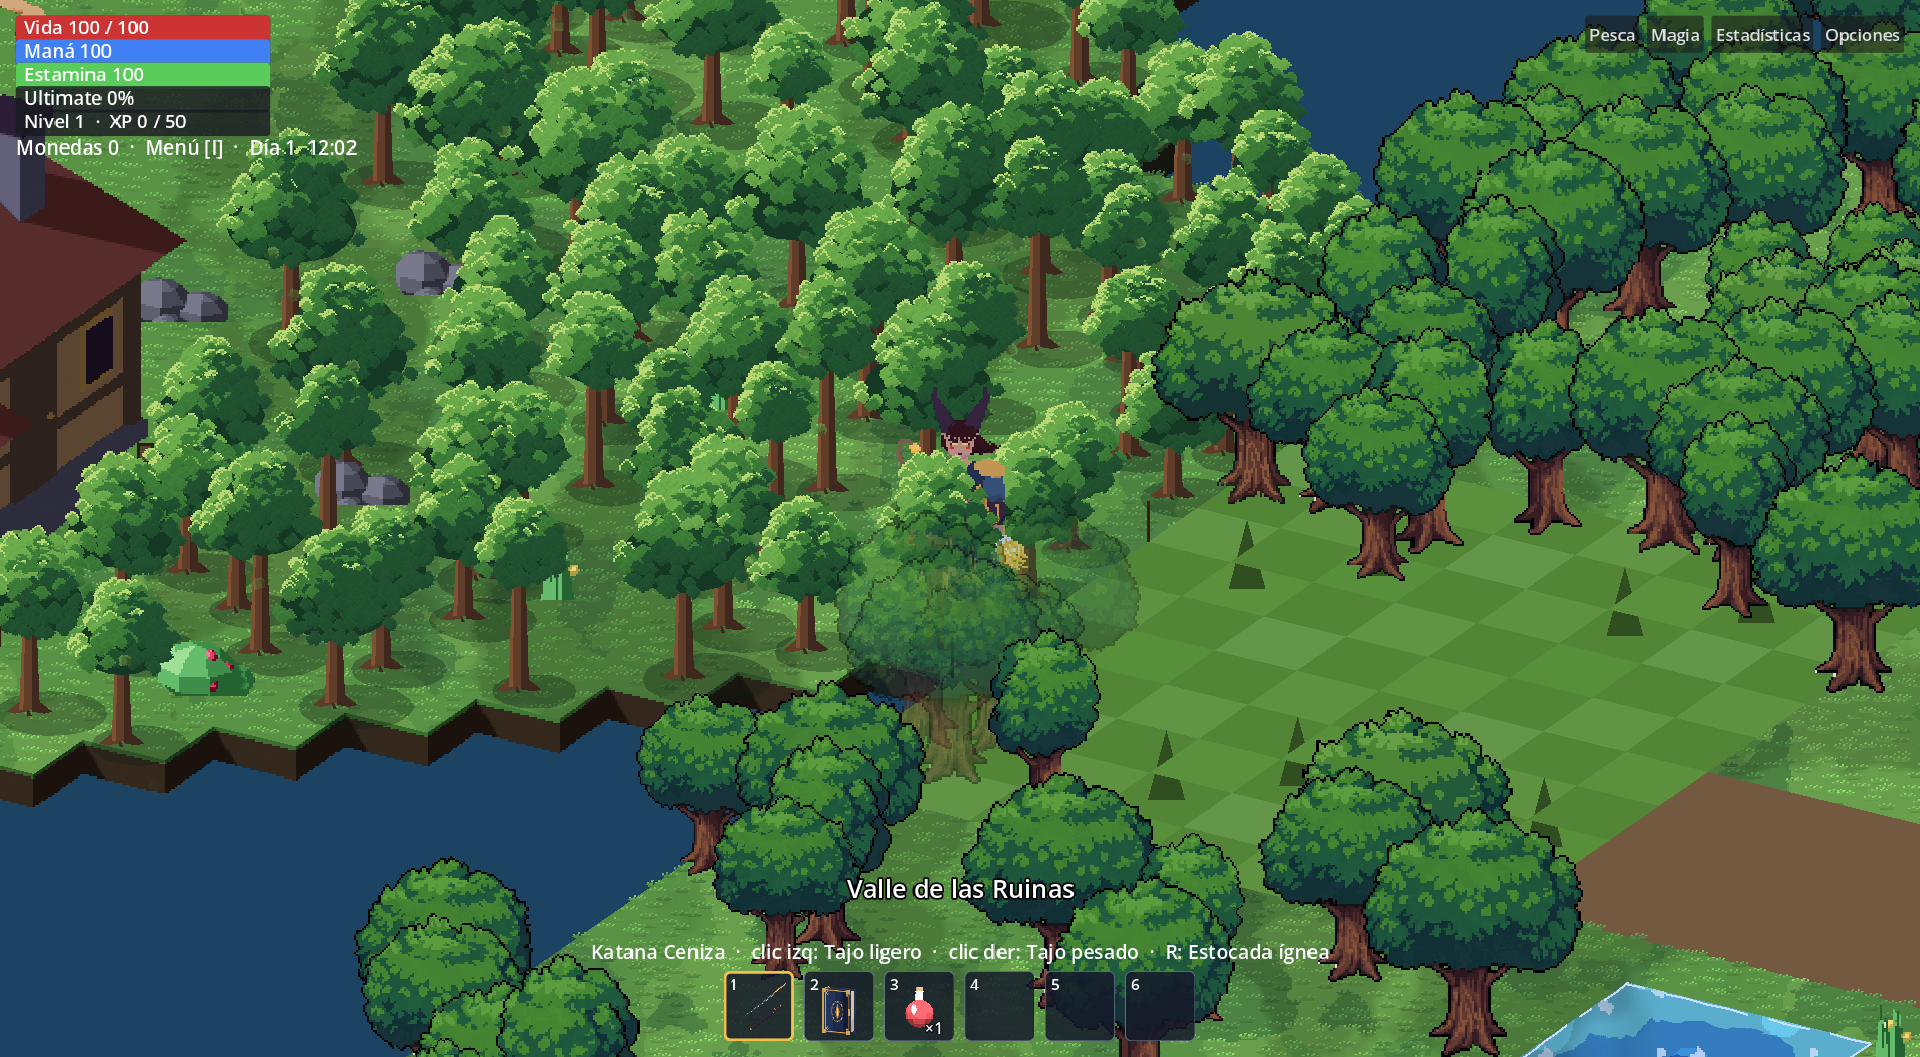 Vida 100 / 100
Maná 100
Estamina 100
Ultimate 0%
Nivel 1 · XP 0 / 50
Monedas 0 · Menú [I] · Día 1 12:02
Pesca Magia Estadísticas Opciones
Valle de las Ruinas
Katana Ceniza · clic izq: Tajo ligero · clic der: Tajo pesado · R: Estocada ígnea
1 2 3 4 5 6
×1